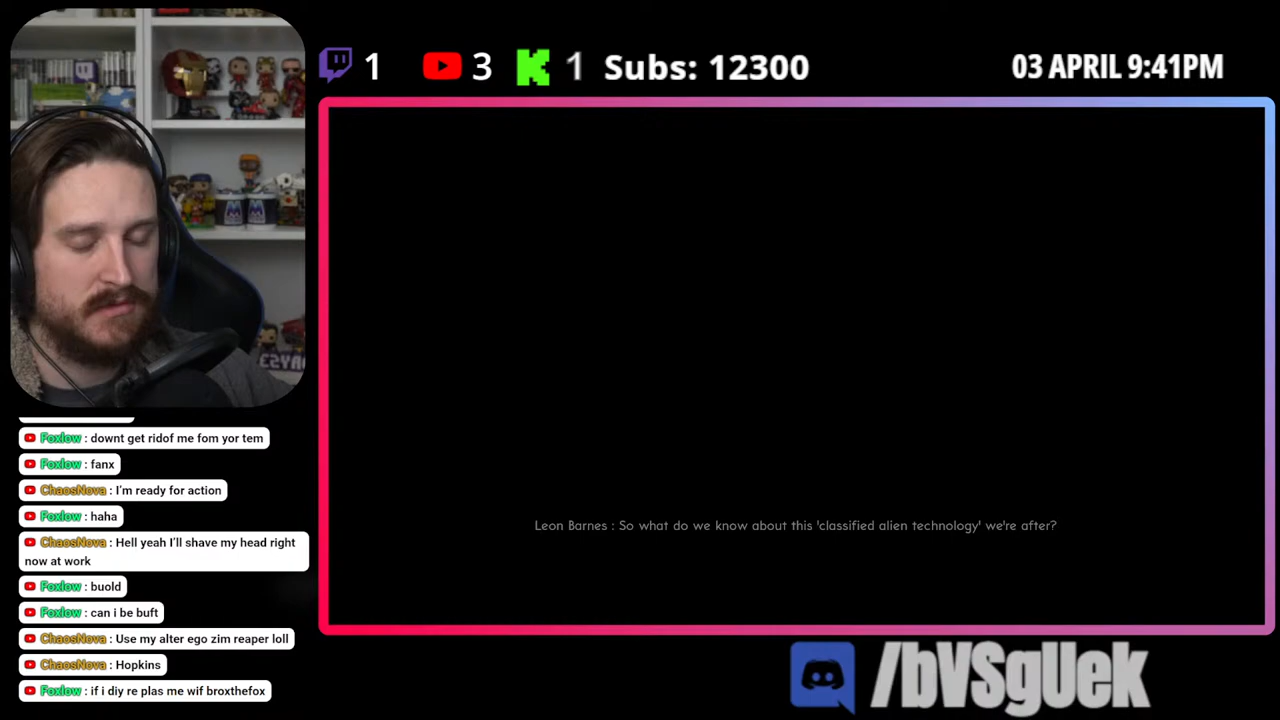 1 3 1 Subs: 12300 03 APRIL 9:41PM
Foxlow : downt get ridof me fom yor tem
Foxlow : fanx
ChaosNova : I'm ready for action
Foxlow : haha
ChaosNova : Hell yeah I'll shave my head right
now at work
Foxlow : buold
Foxlow : can i be buft
ChaosNova : Use my alter ego zim reaper loll
ChaosNova : Hopkins
Foxlow : if i diy re plas me wif broxthefox
Leon Barnes : So what do we know about this 'classified alien technology' we're after?
/bVSgUek